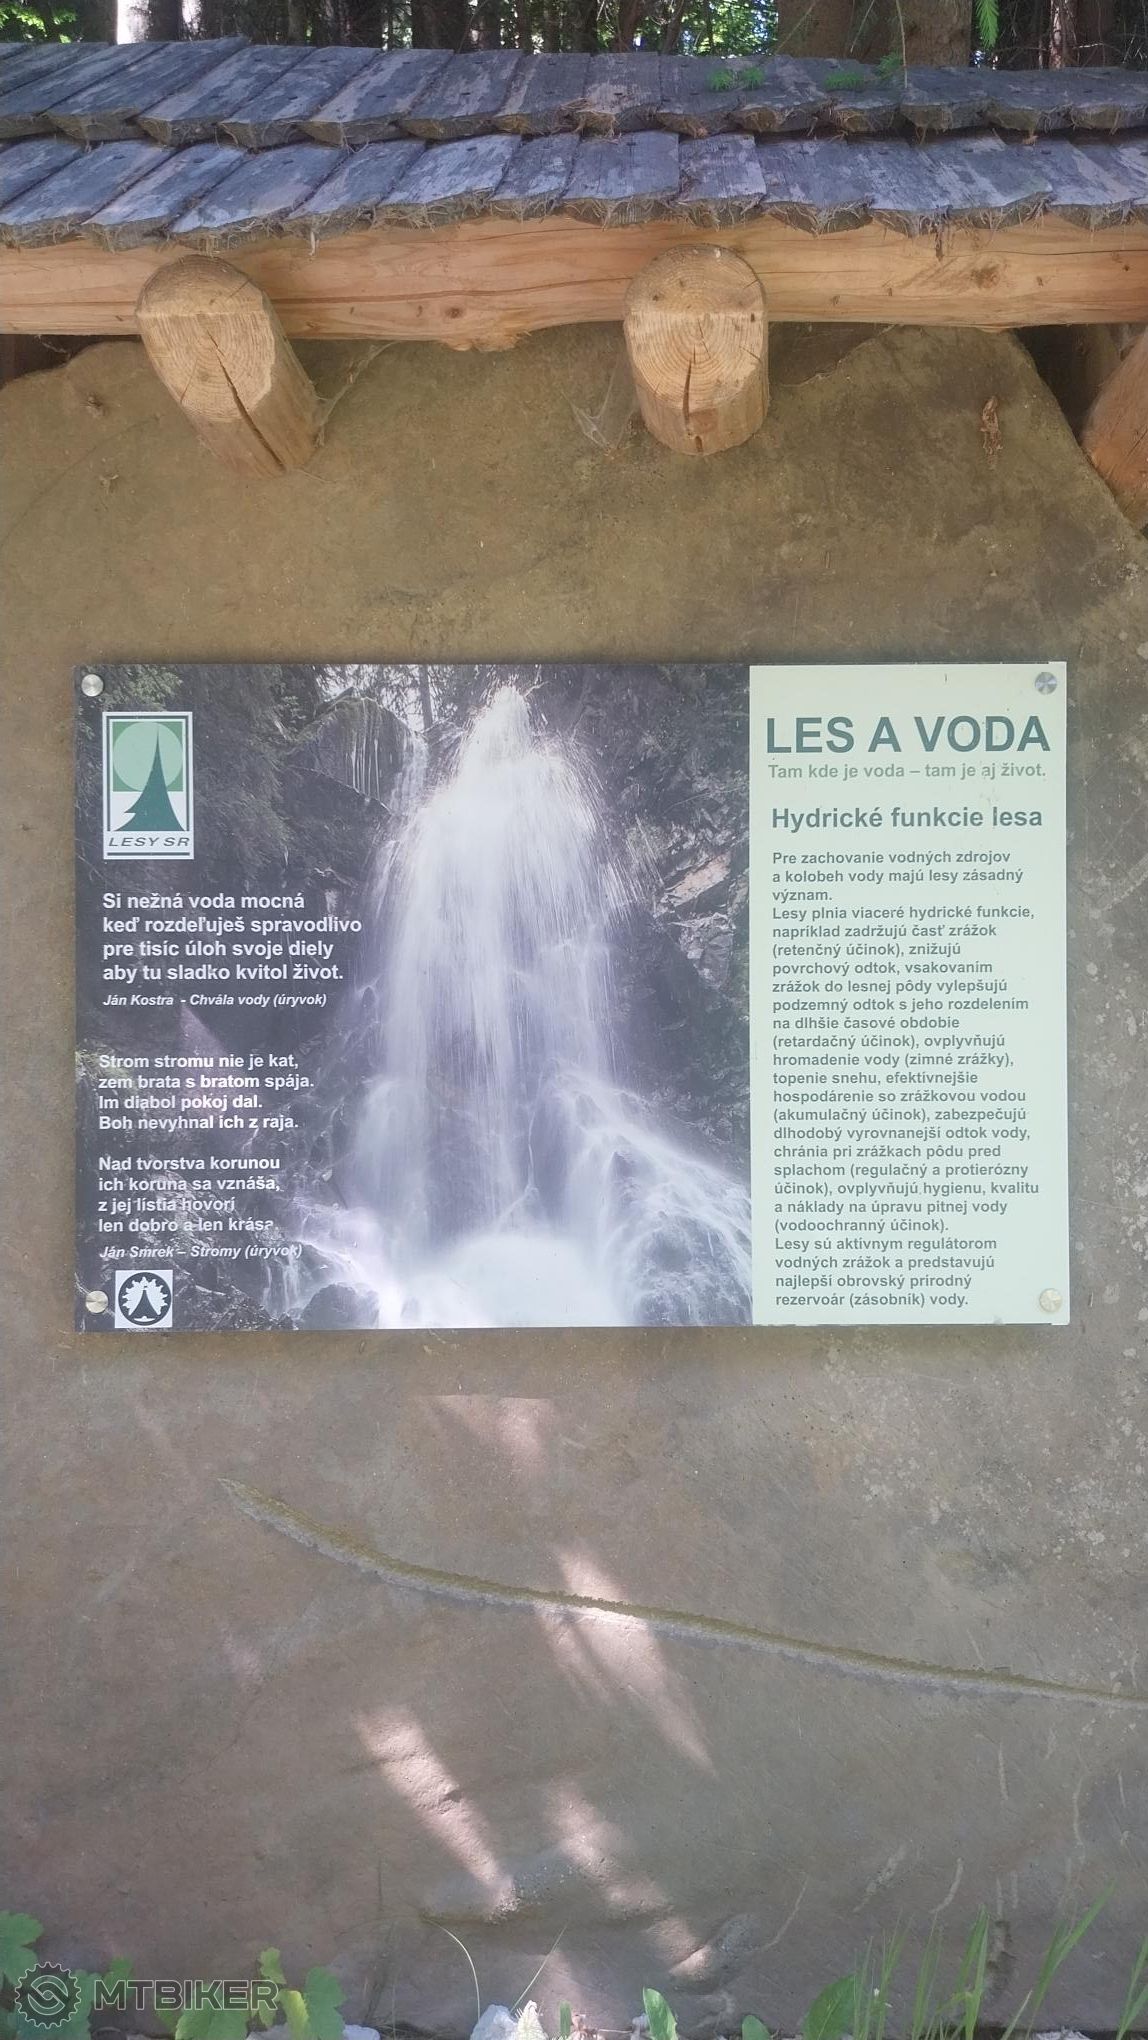 LESY SR
Si nežná voda mocná
keď rozdeľuješ spravodlivo
pre tisíc úloh svoje diely
aby tu sladko kvitol život.
Ján Kostra - Chvála vody (úryvok)
Strom stromu nie je kat,
zem brata s bratom spája.
Im diabol pokoj dal.
Boh nevyhnal ich z raja.
Nad tvorstva korunou
ich koruna sa vznáša,
z jej lístia hovorí
len dobro a len krása.
Ján Smrek – Stromy (úryvok)
LES A VODA
Tam kde je voda – tam je aj život.
Hydrické funkcie lesa
Pre zachovanie vodných zdrojov
a kolobeh vody majú lesy zásadný
význam.
Lesy plnia viaceré hydrické funkcie,
napríklad zadržujú časť zrážok
(retenčný účinok), znižujú
povrchový odtok, vsakovaním
zrážok do lesnej pôdy vylepšujú
podzemný odtok s jeho rozdelením
na dlhšie časové obdobie
(retardačný účinok), ovplyvňujú
hromadenie vody (zimné zrážky),
topenie snehu, efektívnejšie
hospodárenie so zrážkovou vodou
(akumulačný účinok), zabezpečujú
dlhodobý vyrovnanejší odtok vody,
chránia pri zrážkach pôdu pred
splachom (regulačný a protierózny
účinok), ovplyvňujú hygienu, kvalitu
a náklady na úpravu pitnej vody
(vodoochranný účinok).
Lesy sú aktívnym regulátorom
vodných zrážok a predstavujú
najlepší obrovský prírodný
rezervoár (zásobník) vody.
MTBIKER